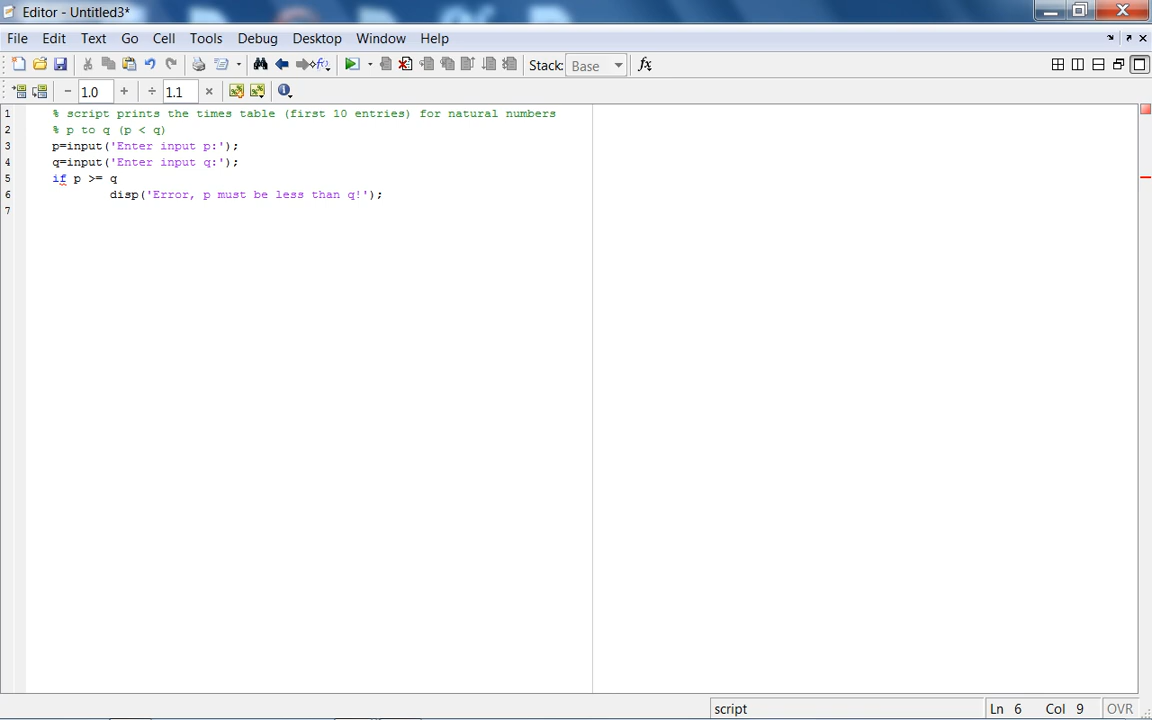 Editor - Untitled3*
File Edit Text Go Cell Tools Debug Desktop Window Help
Stack: Base fx
− 1.0 + ÷ 1.1 ×
1 % script prints the times table (first 10 entries) for natural numbers
2 % p to q (p < q)
3 p=input('Enter input p:');
4 q=input('Enter input q:');
5 if p >= q
6 disp('Error, p must be less than q!');
7
script Ln 6 Col 9 OVR